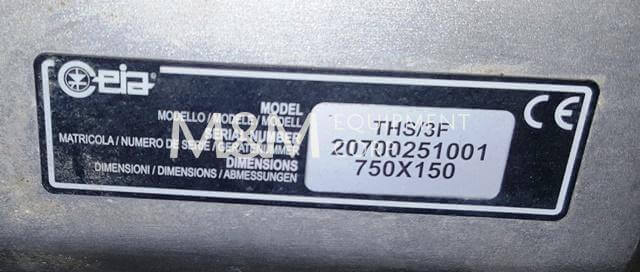 Ceia®
CE
MODEL
MODELLO / MODELE / MODELL
THS/3F
SERIAL NUMBER
MATRICOLA / NUMERO DE SERIE / GERÄTENUMMER
20700251001
DIMENSIONS
DIMENSIONI / DIMENSIONS / ABMESSUNGEN
750X150
M&M EQUIPMENT